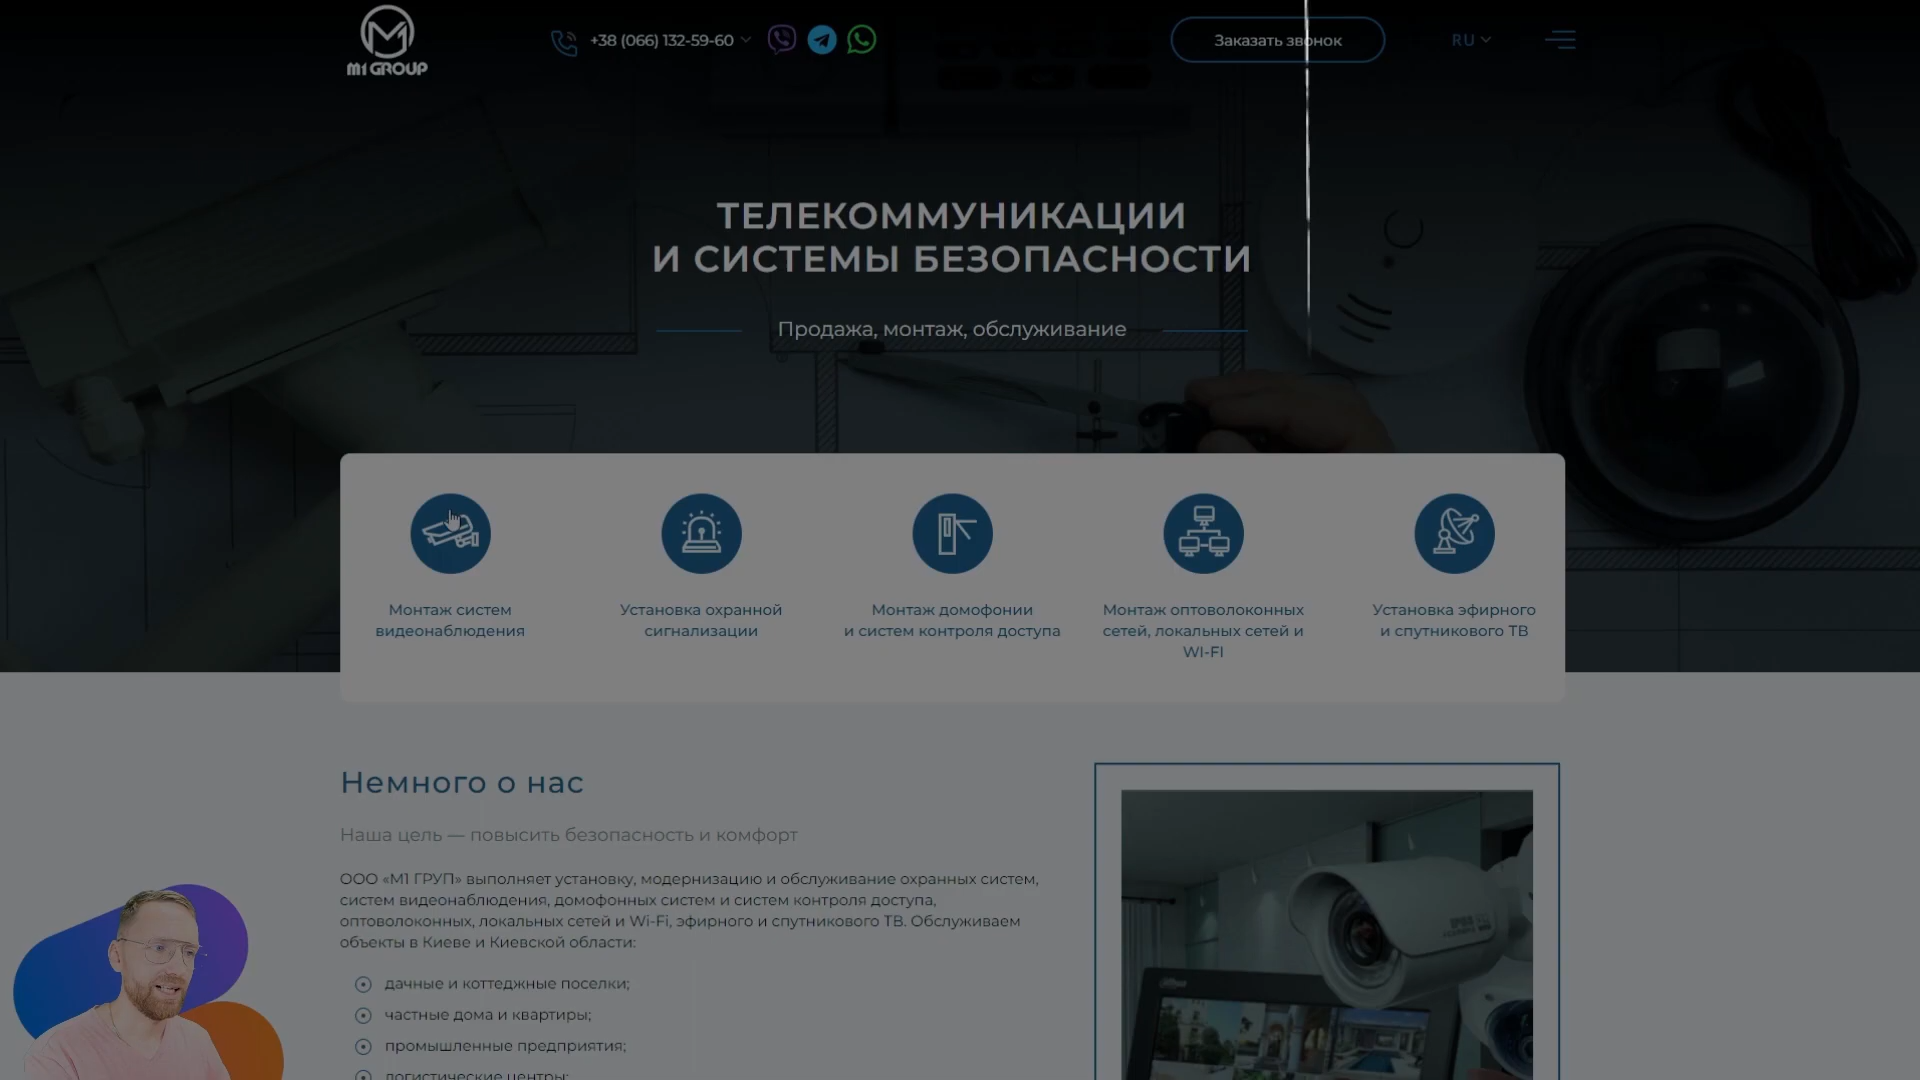 M1 GROUP
+38 (066) 132-59-60
Заказать звонок
RU
ТЕЛЕКОММУНИКАЦИИ
И СИСТЕМЫ БЕЗОПАСНОСТИ
Продажа, монтаж, обслуживание
Монтаж систем
видеонаблюдения
Установка охранной
сигнализации
Монтаж домофонии
и систем контроля доступа
Монтаж оптоволоконных
сетей, локальных сетей и
WI-FI
Установка эфирного
и спутникового ТВ
Немного о нас
Наша цель — повысить безопасность и комфорт
ООО «М1 ГРУП» выполняет установку, модернизацию и обслуживание охранных систем,
систем видеонаблюдения, домофонных систем и систем контроля доступа,
оптоволоконных, локальных сетей и Wi-Fi, эфирного и спутникового ТВ. Обслуживаем
объекты в Киеве и Киевской области:
дачные и коттеджные поселки;
частные дома и квартиры;
промышленные предприятия;
логистические центры;